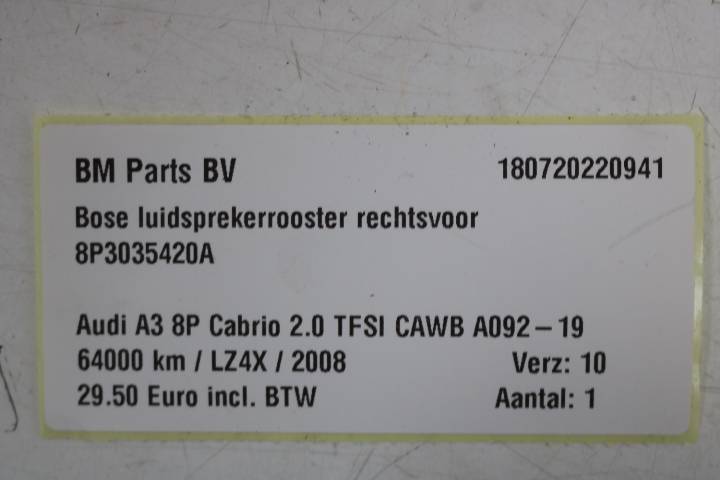 BM Parts BV 180720220941
Bose luidsprekerrooster rechtsvoor
8P3035420A
Audi A3 8P Cabrio 2.0 TFSI CAWB A092-19
64000 km / LZ4X / 2008 Verz: 10
29.50 Euro incl. BTW Aantal: 1